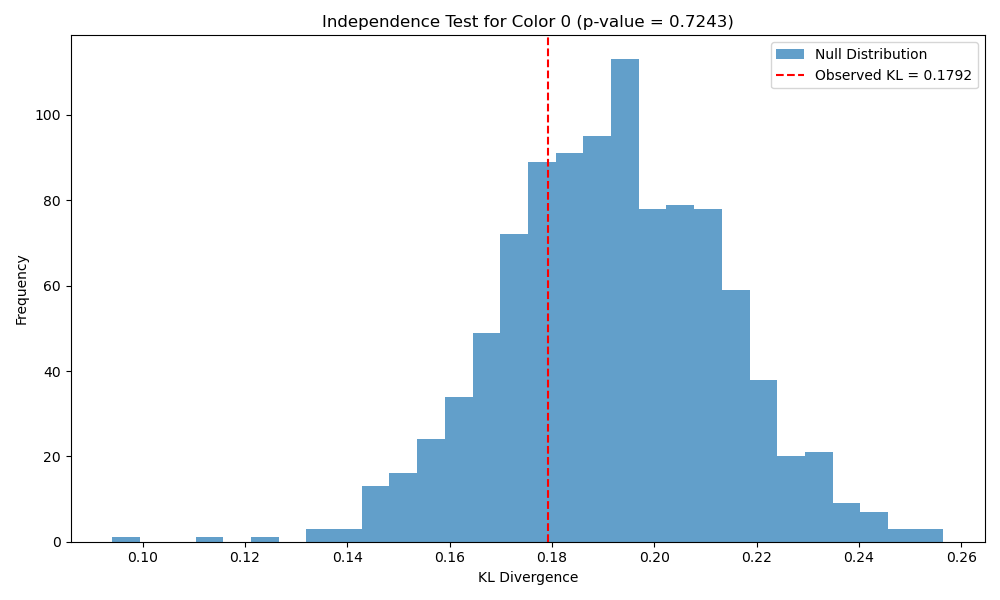 Independence Test for Color 0 (p-value = 0.7243)
Null Distribution
Observed KL = 0.1792
Frequency
100
80
60
40
20
0
0.10 0.12 0.14 0.16 0.18 0.20 0.22 0.24 0.26
KL Divergence